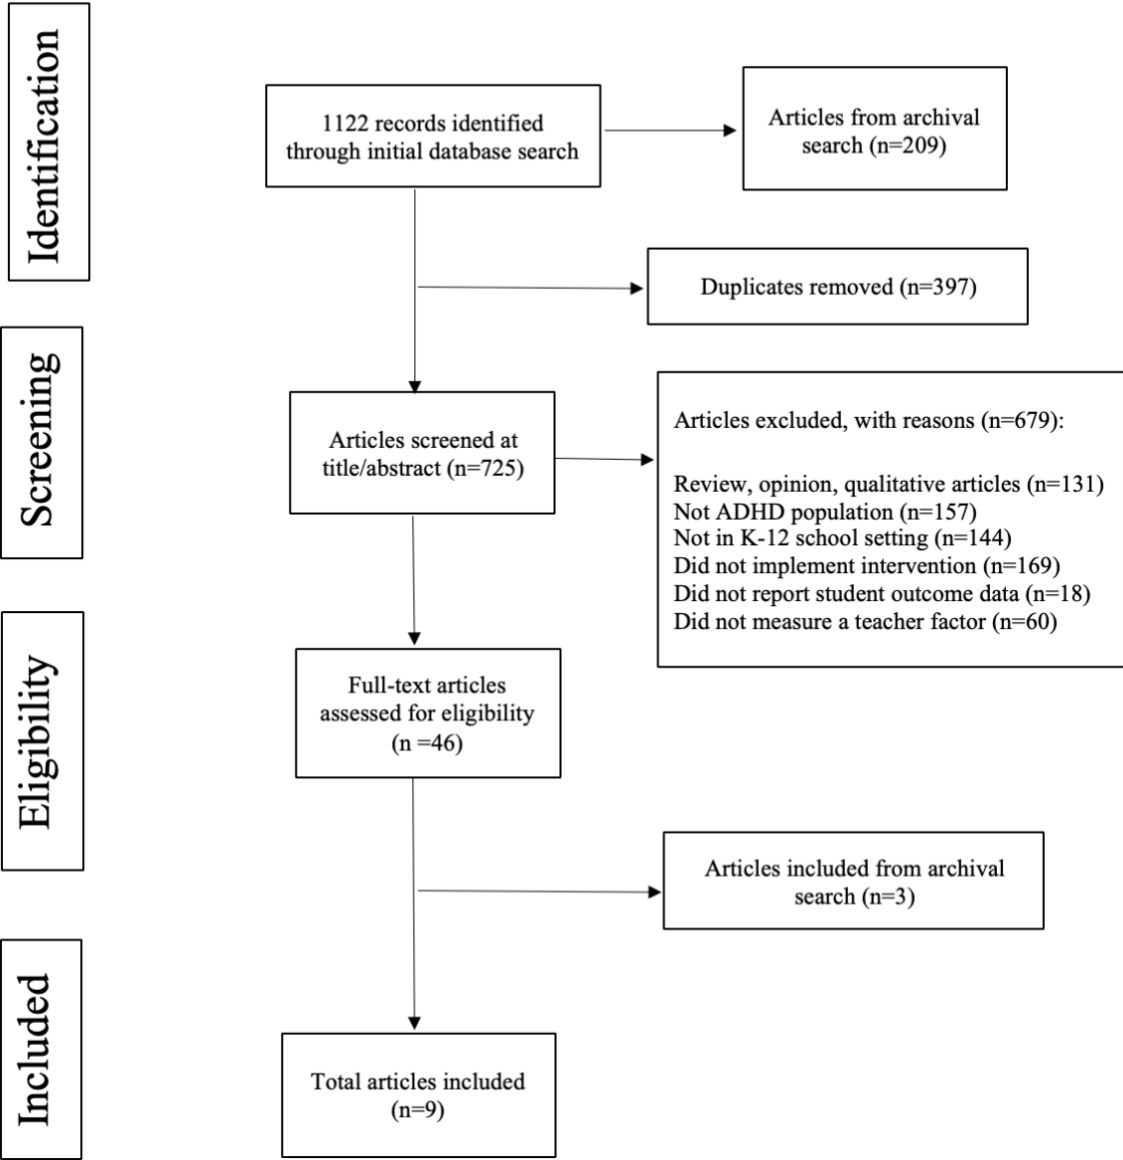 Identification
1122 records identified
through initial database search
Articles from archival
search (n=209)
Duplicates removed (n=397)
Screening
Articles screened at
title/abstract (n=725)
Articles excluded, with reasons (n=679):
Review, opinion, qualitative articles (n=131)
Not ADHD population (n=157)
Not in K-12 school setting (n=144)
Did not implement intervention (n=169)
Did not report student outcome data (n=18)
Did not measure a teacher factor (n=60)
Eligibility
Full-text articles
assessed for eligibility
(n =46)
Articles included from archival
search (n=3)
Included
Total articles included
(n=9)